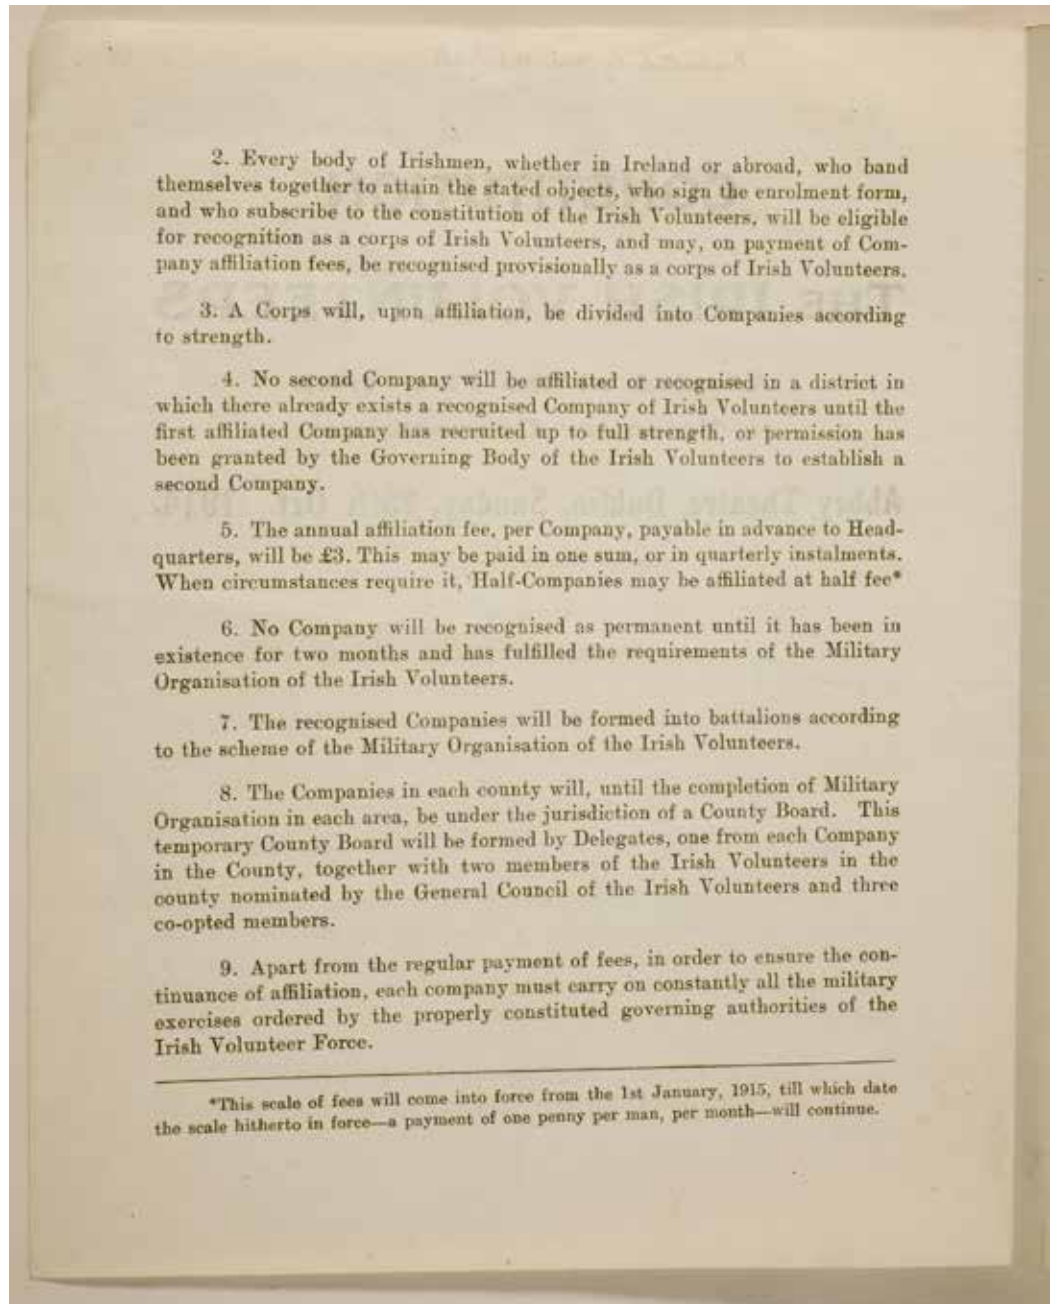 2. Every body of Irishmen, whether in Ireland or abroad, who band
themselves together to attain the stated objects, who sign the enrolment form,
and who subscribe to the constitution of the Irish Volunteers, will be eligible
for recognition as a corps of Irish Volunteers, and may, on payment of Com-
pany affiliation fees, be recognised provisionally as a corps of Irish Volunteers.
3. A Corps will, upon affiliation, be divided into Companies according
to strength.
4. No second Company will be affiliated or recognised in a district in
which there already exists a recognised Company of Irish Volunteers until the
first affiliated Company has recruited up to full strength, or permission has
been granted by the Governing Body of the Irish Volunteers to establish a
second Company.
5. The annual affiliation fee, per Company, payable in advance to Head-
quarters, will be £3. This may be paid in one sum, or in quarterly instalments.
When circumstances require it, Half-Companies may be affiliated at half fee*
6. No Company will be recognised as permanent until it has been in
existence for two months and has fulfilled the requirements of the Military
Organisation of the Irish Volunteers.
7. The recognised Companies will be formed into battalions according
to the scheme of the Military Organisation of the Irish Volunteers.
8. The Companies in each county will, until the completion of Military
Organisation in each area, be under the jurisdiction of a County Board. This
temporary County Board will be formed by Delegates, one from each Company
in the County, together with two members of the Irish Volunteers in the
county nominated by the General Council of the Irish Volunteers and three
co-opted members.
9. Apart from the regular payment of fees, in order to ensure the con-
tinuance of affiliation, each company must carry on constantly all the military
exercises ordered by the properly constituted governing authorities of the
Irish Volunteer Force.
*This scale of fees will come into force from the 1st January, 1915, till which date
the scale hitherto in force—a payment of one penny per man, per month—will continue.